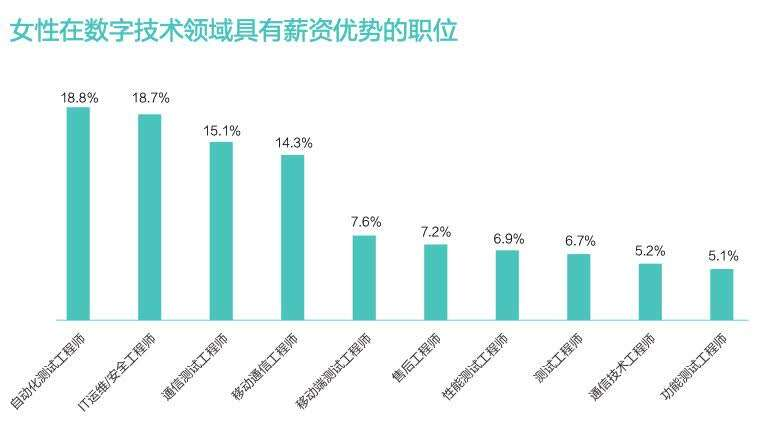 女性在数字技术领域具有薪资优势的职位
18.8%
18.7%
15.1%
14.3%
7.6%
7.2%
6.9%
6.7%
5.2%
5.1%
自动化测试工程师
IT运维/安全工程师
通信测试工程师
移动通信工程师
移动端测试工程师
售后工程师
性能测试工程师
测试工程师
通信技术工程师
功能测试工程师